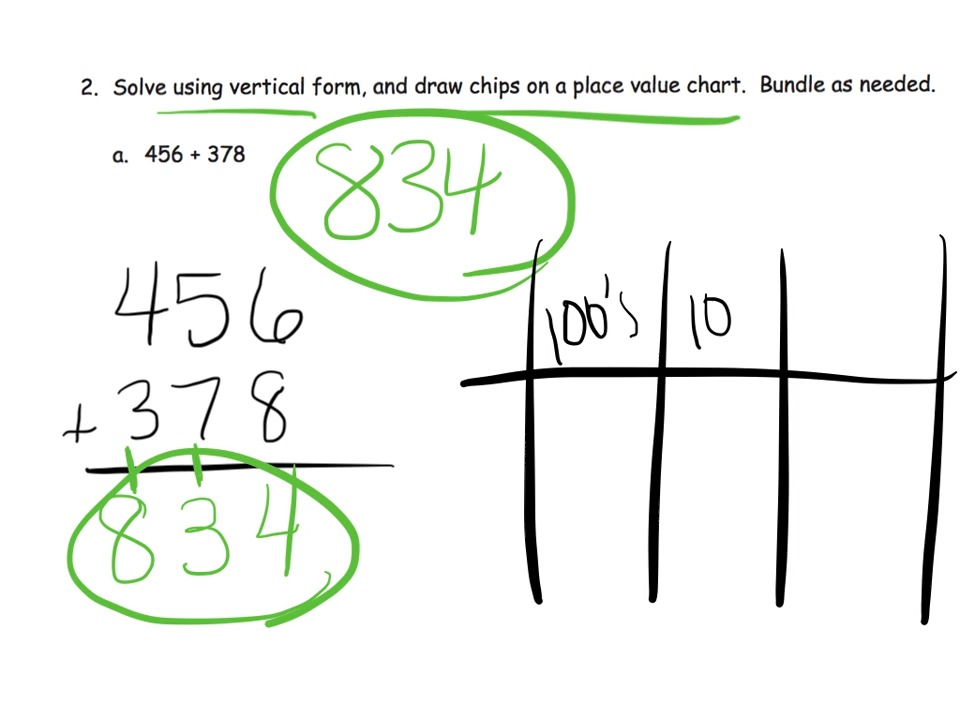 2. Solve using vertical form, and draw chips on a place value chart. Bundle as needed.
a. 456 + 378
834
456
+ 378
834
100's 10